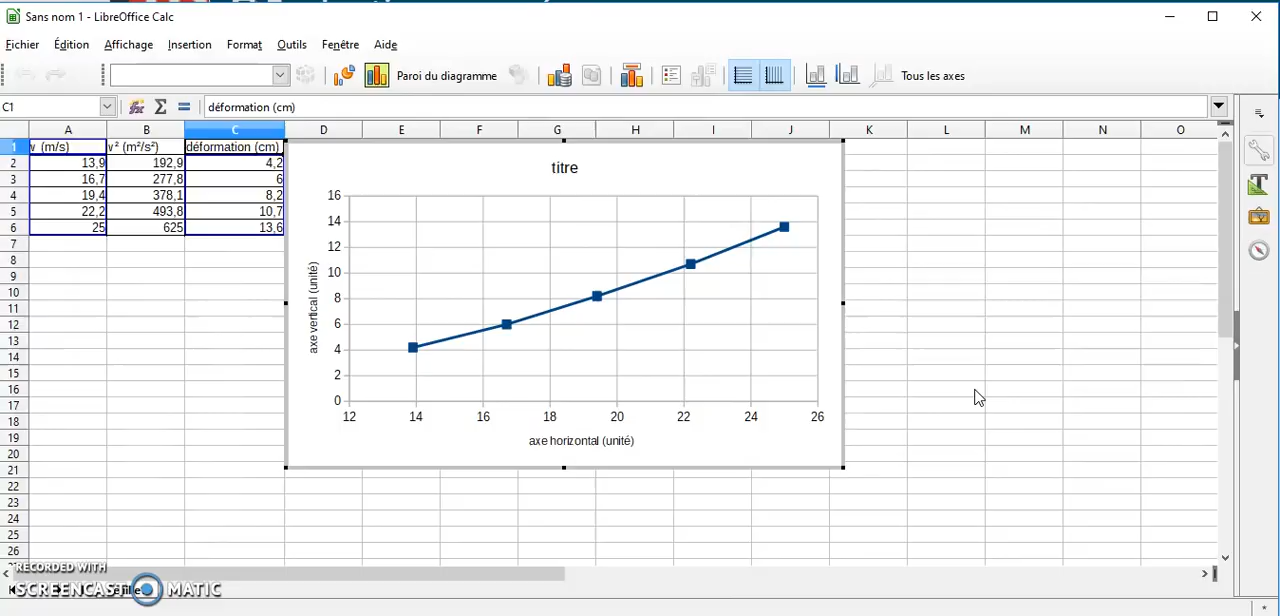 Sans nom 1 - LibreOffice Calc
Fichier Édition Affichage Insertion Format Outils Fenêtre Aide
Paroi du diagramme Tous les axes
C1 déformation (cm)
A B C D E F G H I J K L M N O
1 v (m/s) v² (m²/s²) déformation (cm)
2 13,9 192,9 4,2
3 16,7 277,8 6
4 19,4 378,1 8,2
5 22,2 493,8 10,7
6 25 625 13,6
7
8
9
10
11
12
13
14
15
16
17
18
19
20
21
22
23
24
25
26
titre
16
14
12
10
8
6
4
2
0
axe vertical (unité)
12 14 16 18 20 22 24 26
axe horizontal (unité)
RECORDED WITH
SCREENCAST MATIC